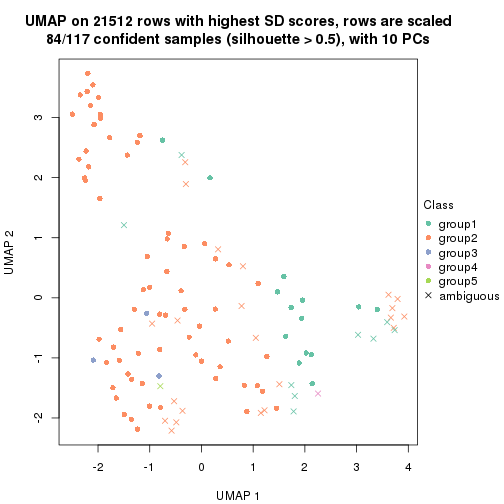 UMAP on 21512 rows with highest SD scores, rows are scaled
84/117 confident samples (silhouette > 0.5), with 10 PCs
3
2
1
0
-1
-2
UMAP 2
-2
-1
0
1
2
3
4
UMAP 1
Class
group1
group2
group3
group4
group5
ambiguous